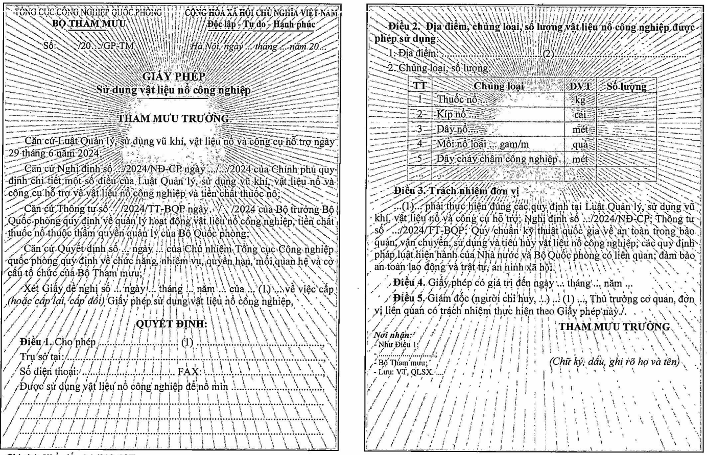 TỔNG CỤC CÔNG NGHIỆP QUỐC PHÒNG
BỘ THAM MƯU
CỘNG HÒA XÃ HỘI CHỦ NGHĨA VIỆT NAM
Độc lập - Tự do - Hạnh phúc
Số: /20.../GP-TM
Hà Nội, ngày ... tháng ... năm 20...
GIẤY PHÉP
Sử dụng vật liệu nổ công nghiệp
THAM MƯU TRƯỞNG
Căn cứ Luật Quản lý, sử dụng vũ khí, vật liệu nổ và công cụ hỗ trợ ngày
29 tháng 6 năm 2024;
Căn cứ Nghị định số .../2024/NĐ-CP ngày .../.../2024 của Chính phủ quy
định chi tiết một số điều của Luật Quản lý, sử dụng vũ khí, vật liệu nổ và
công cụ hỗ trợ về vật liệu nổ công nghiệp và tiền chất thuốc nổ;
Căn cứ Thông tư số .../2024/TT-BQP ngày .../.../2024 của Bộ trưởng Bộ
Quốc phòng quy định về quản lý hoạt động vật liệu nổ công nghiệp, tiền chất
thuốc nổ thuộc thẩm quyền quản lý của Bộ Quốc phòng;
Căn cứ Quyết định số ... ngày ... của Chủ nhiệm Tổng cục Công nghiệp
quốc phòng quy định về chức năng, nhiệm vụ, quyền hạn, mối quan hệ và cơ
cấu tổ chức của Bộ Tham mưu;
Xét Giấy đề nghị số ... ngày ... tháng ... năm ... của ... (1) ... về việc cấp
(hoặc cấp lại, cấp đổi) Giấy phép sử dụng vật liệu nổ công nghiệp,
QUYẾT ĐỊNH:
Điều 1. Cho phép ... (1) ...
Trụ sở tại: ...
Số điện thoại: ... FAX: ...
Được sử dụng vật liệu nổ công nghiệp để nổ mìn ...
Điều 2. Địa điểm, chủng loại, số lượng vật liệu nổ công nghiệp được
phép sử dụng
1. Địa điểm: ... (2) ...
2. Chủng loại, số lượng:
TT Chủng loại ĐVT Số lượng
1 Thuốc nổ ... kg
2 Kíp nổ ... cái
3 Dây nổ ... mét
4 Mồi nổ loại ... gam/m quả
5 Dây cháy chậm công nghiệp ... mét
Điều 3. Trách nhiệm đơn vị
...(1)... phải thực hiện đúng các quy định tại Luật Quản lý, sử dụng vũ
khí, vật liệu nổ và công cụ hỗ trợ; Nghị định số .../2024/NĐ-CP; Thông tư
số .../2024/TT-BQP; Quy chuẩn kỹ thuật quốc gia về an toàn trong bảo
quản, vận chuyển, sử dụng và tiêu hủy vật liệu nổ công nghiệp; các quy định
pháp luật hiện hành của Nhà nước và Bộ Quốc phòng có liên quan; đảm bảo
an toàn lao động và trật tự, an ninh xã hội.
Điều 4. Giấy phép có giá trị đến ngày ... tháng ... năm ...
Điều 5. Giám đốc (người chỉ huy, ...) ... (1) ..., Thủ trưởng cơ quan, đơn
vị liên quan có trách nhiệm thực hiện theo Giấy phép này./.
Nơi nhận:
- Như Điều 1;
- Bộ Tham mưu;
- Lưu: VT, QLSX...
THAM MƯU TRƯỞNG
(Chữ ký, dấu, ghi rõ họ và tên)